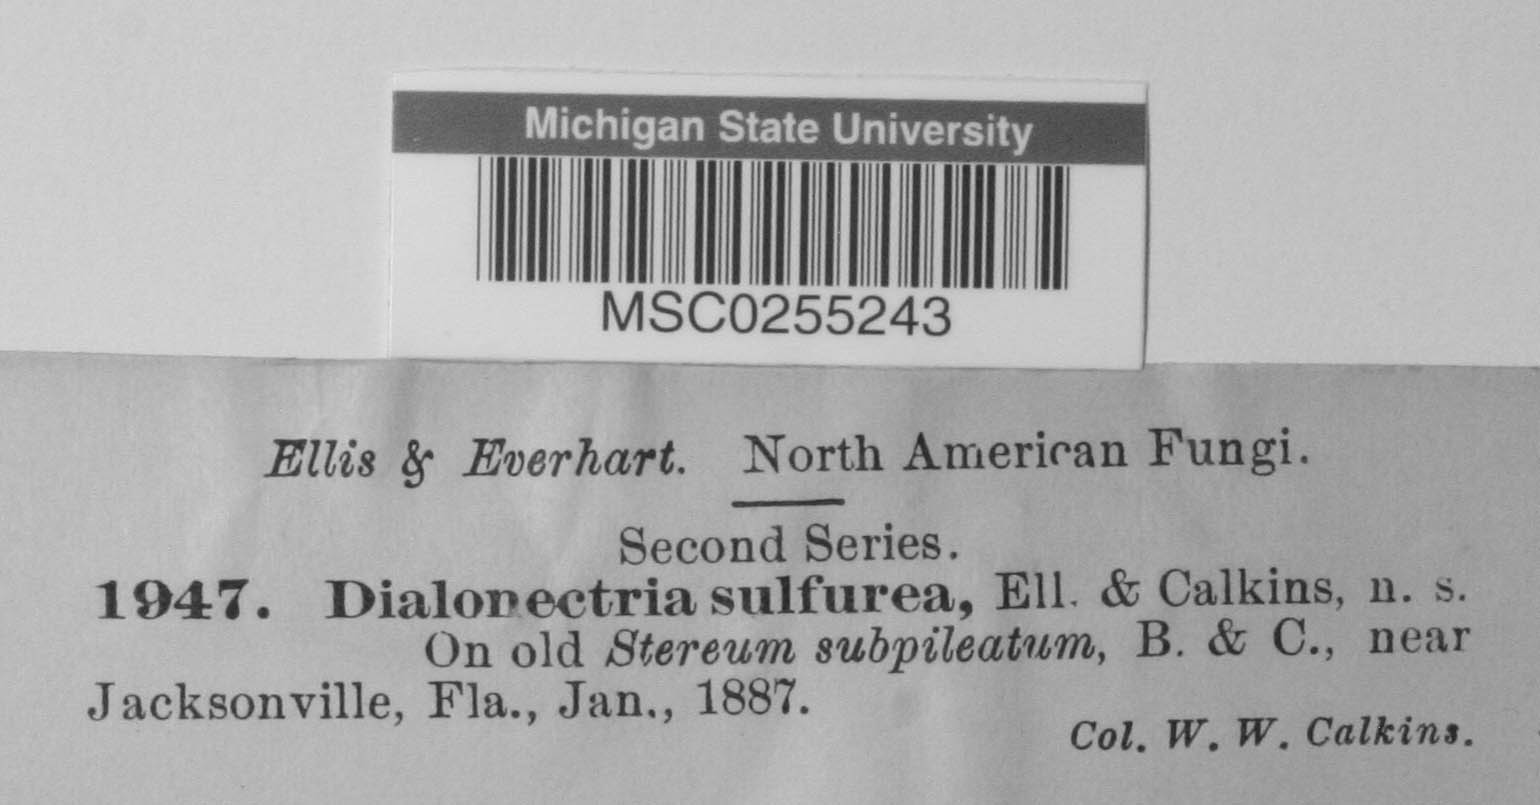 Michigan State University
MSC0255243
Ellis & Everhart. North American Fungi.
Second Series.
1947. Dialonectria sulfurea, Ell. & Calkins, n. s.
On old Stereum subpileatum, B. & C., near
Jacksonville, Fla., Jan., 1887.
Col. W. W. Calkins.